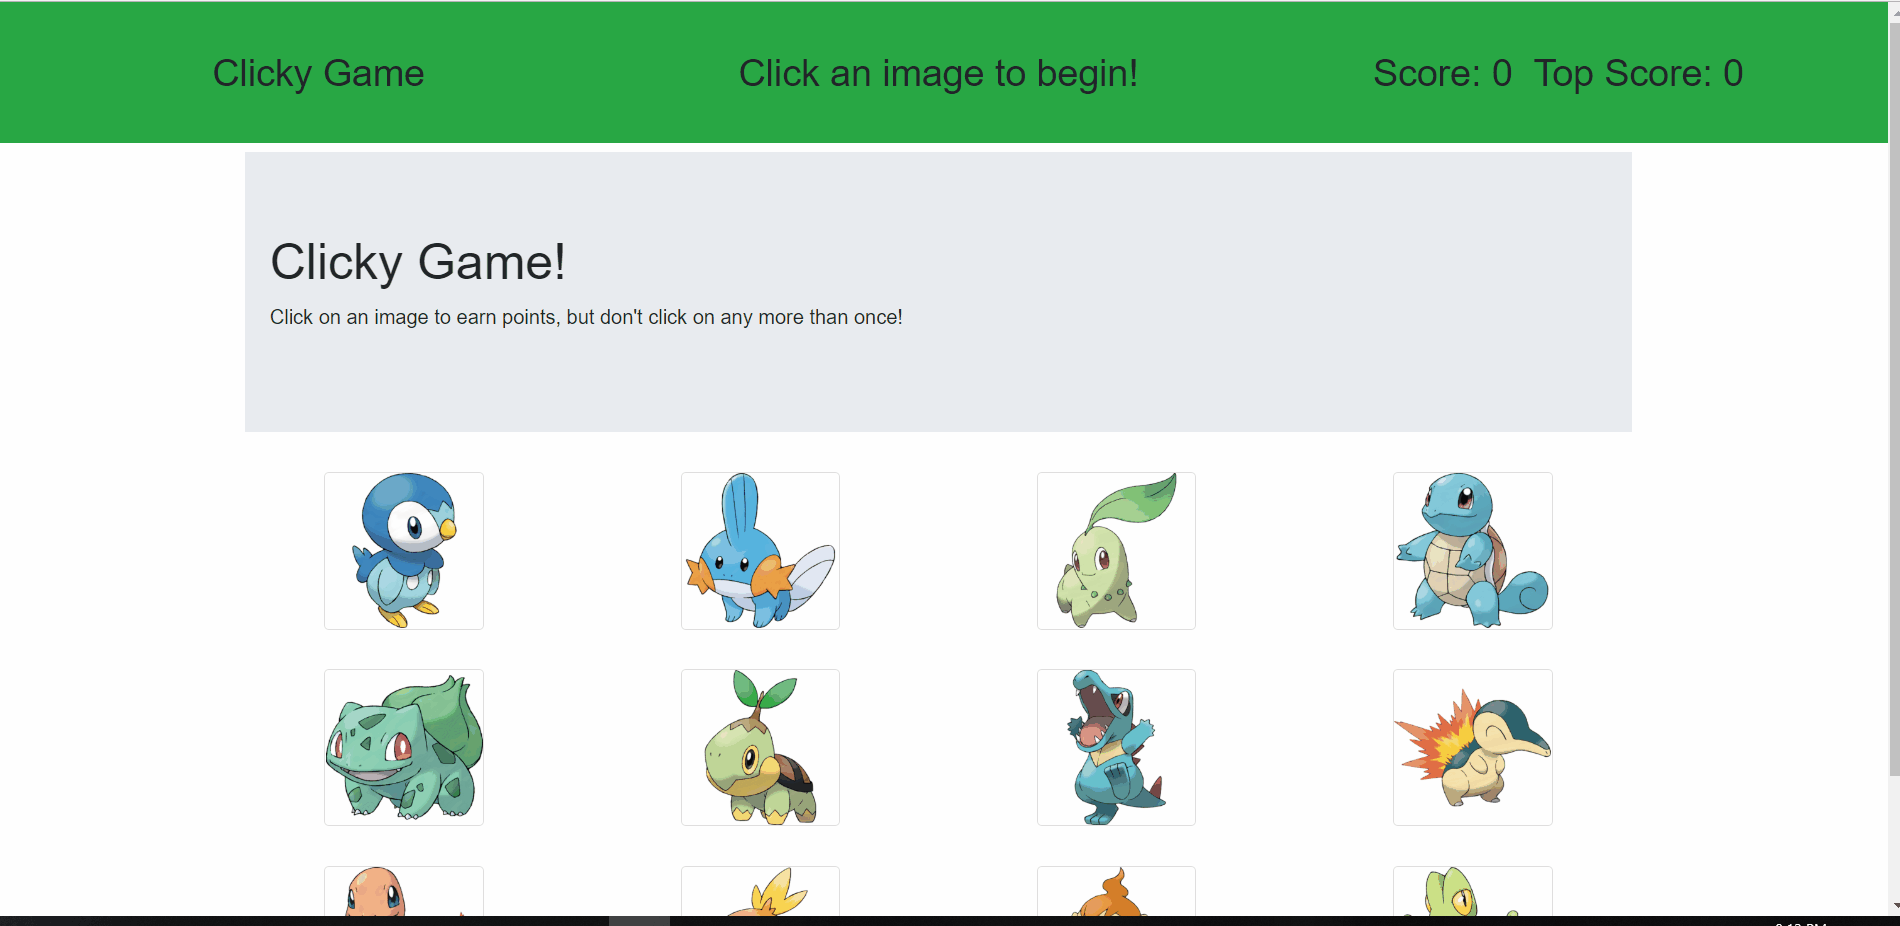 Clicky Game
Click an image to begin!
Score: 0 Top Score: 0
Clicky Game!
Click on an image to earn points, but don't click on any more than once!